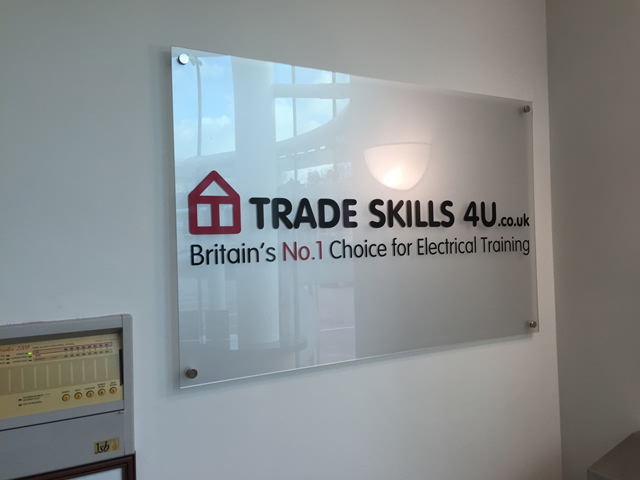 TRADE SKILLS 4U.co.uk
Britain's No.1 Choice for Electrical Training